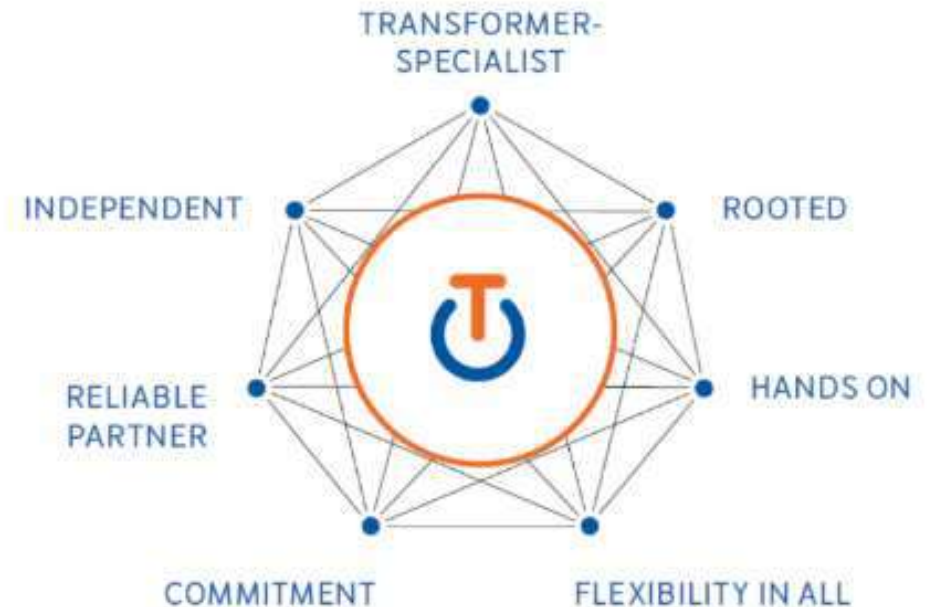 TRANSFORMER-
SPECIALIST
INDEPENDENT
ROOTED
RELIABLE
PARTNER
HANDS ON
COMMITMENT
FLEXIBILITY IN ALL